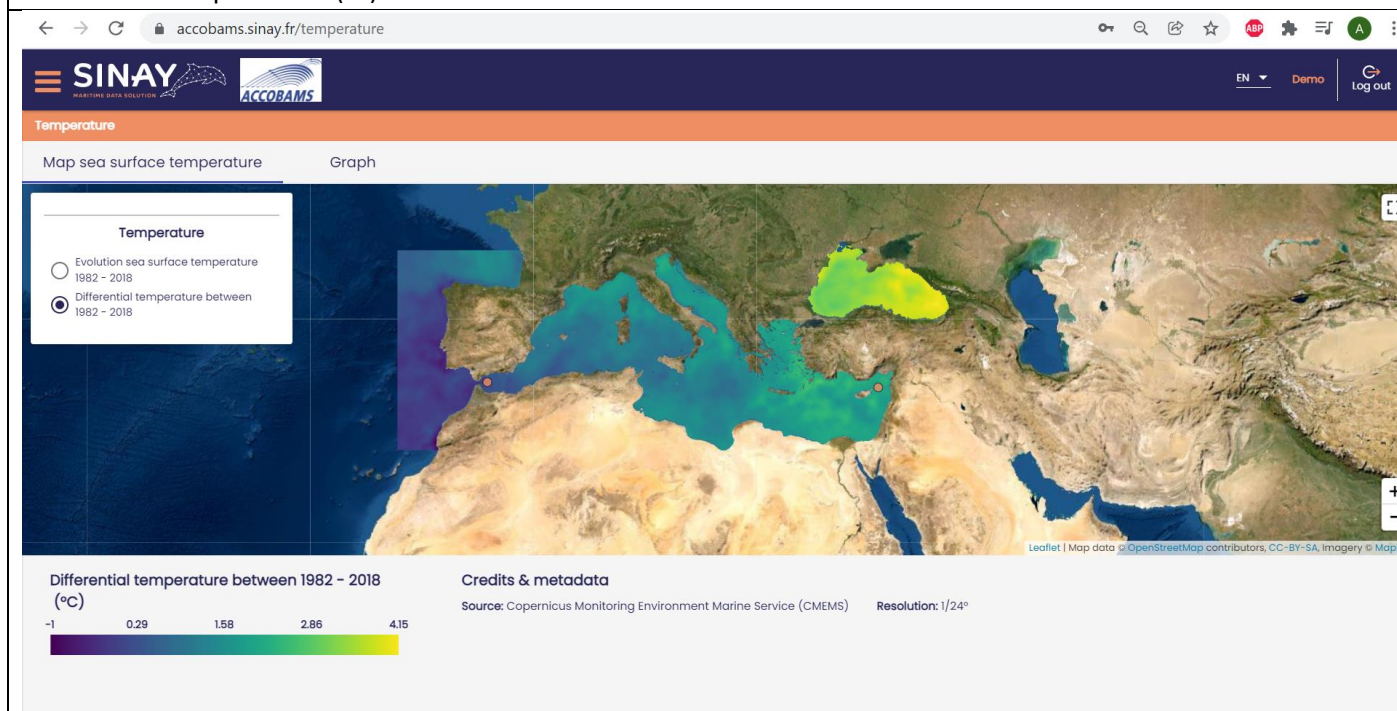 accobams.sinay.fr/temperature
ABP
A
SINAY
MARITIME DATA SOLUTION
ACCOBAMS
EN
Demo
Log out
Temperature
Map sea surface temperature
Graph
Temperature
Evolution sea surface temperature
1982 - 2018
Differential temperature between
1982 - 2018
+
-
Leaflet | Map data © OpenStreetMap contributors, CC-BY-SA, Imagery © Map
Differential temperature between 1982 - 2018
(°C)
-1 0.29 1.58 2.86 4.15
Credits & metadata
Source: Copernicus Monitoring Environment Marine Service (CMEMS) Resolution: 1/24°